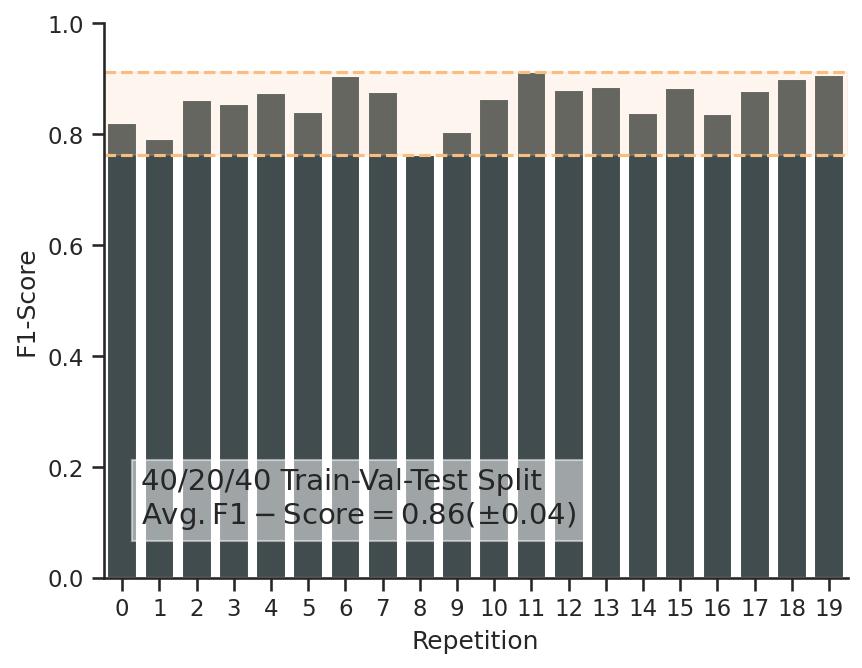 1.0
0.8
0.6
0.4
0.2
0.0
F1-Score
40/20/40 Train-Val-Test Split
Avg. F1 − Score = 0.86(±0.04)
0 1 2 3 4 5 6 7 8 9 10 11 12 13 14 15 16 17 18 19
Repetition